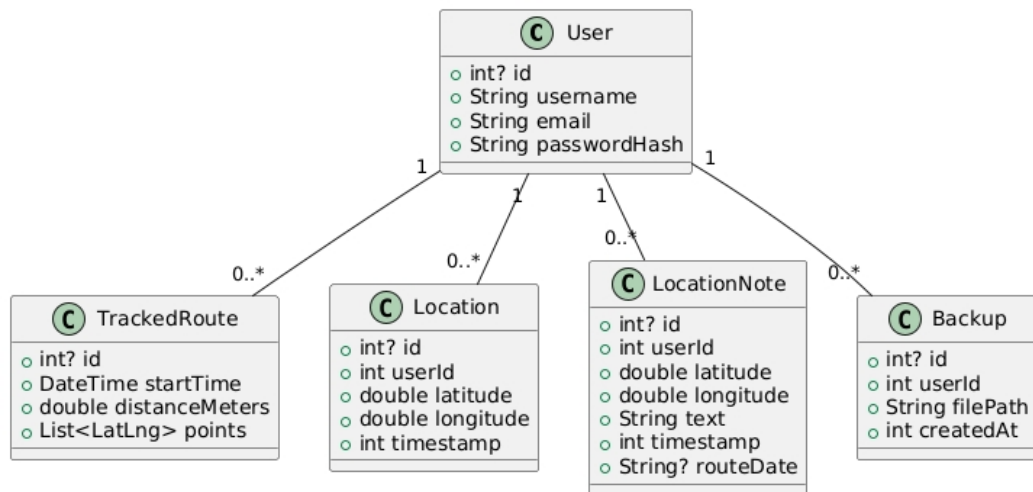 C User
int? id
String username
String email
String passwordHash
1
1
1
1
0..*
0..*
0..*
0..*
C TrackedRoute
int? id
DateTime startTime
double distanceMeters
List<LatLng> points
C Location
int? id
int userId
double latitude
double longitude
int timestamp
C LocationNote
int? id
int userId
double latitude
double longitude
String text
int timestamp
String? routeDate
C Backup
int? id
int userId
String filePath
int createdAt